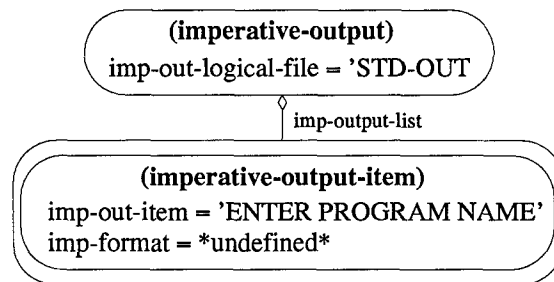 (imperative-output)
imp-out-logical-file = 'STD-OUT
imp-output-list
(imperative-output-item)
imp-out-item = 'ENTER PROGRAM NAME'
imp-format = *undefined*